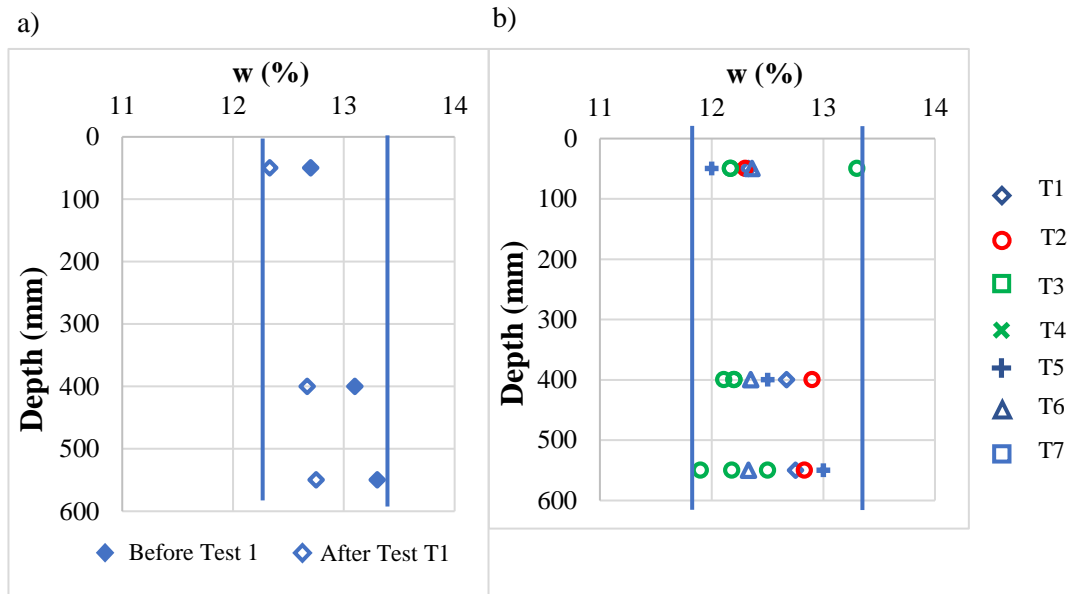 a)
w (%)
11 12 13 14
0
100
200
300
400
500
600
Depth (mm)
Before Test 1 After Test T1
b)
w (%)
11 12 13 14
0
100
200
300
400
500
600
Depth (mm)
T1
T2
T3
T4
T5
T6
T7